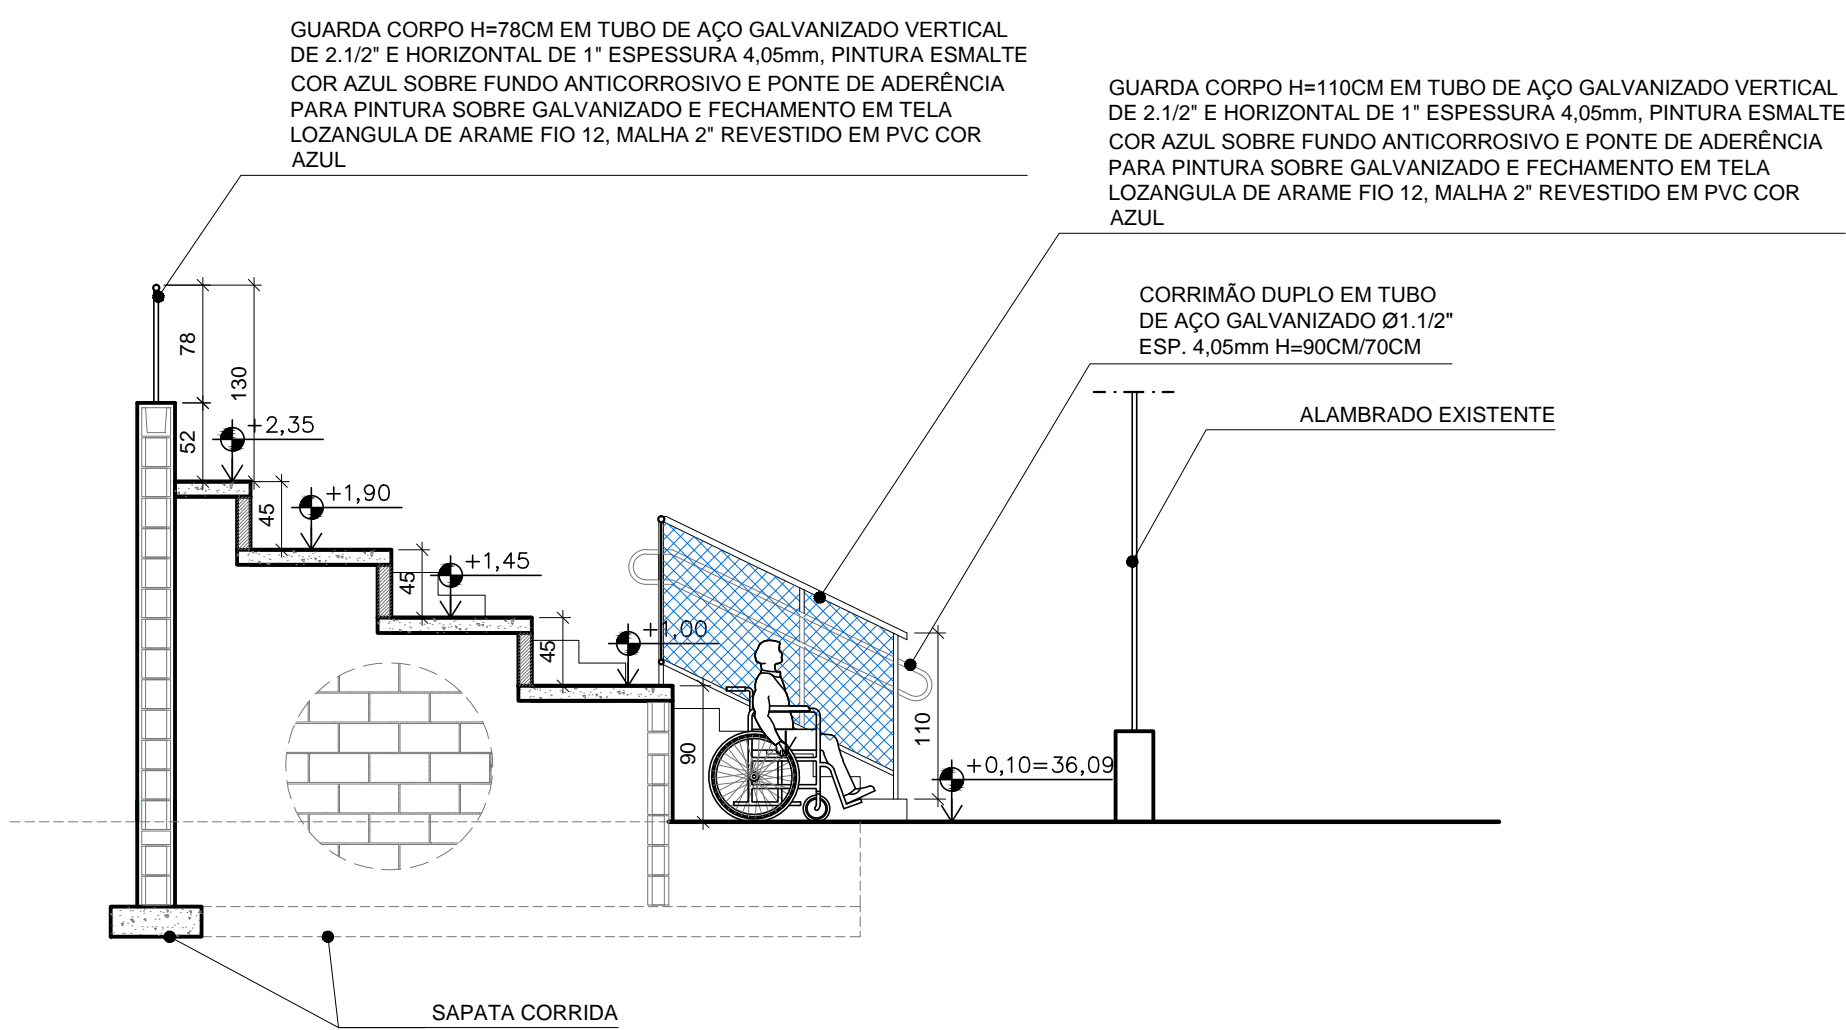 GUARDA CORPO H=78CM EM TUBO DE AÇO GALVANIZADO VERTICAL
DE 2.1/2" E HORIZONTAL DE 1" ESPESSURA 4,05mm, PINTURA ESMALTE
COR AZUL SOBRE FUNDO ANTICORROSIVO E PONTE DE ADERÊNCIA
PARA PINTURA SOBRE GALVANIZADO E FECHAMENTO EM TELA
LOZANGULA DE ARAME FIO 12, MALHA 2" REVESTIDO EM PVC COR
AZUL
GUARDA CORPO H=110CM EM TUBO DE AÇO GALVANIZADO VERTICAL
DE 2.1/2" E HORIZONTAL DE 1" ESPESSURA 4,05mm, PINTURA ESMALTE
COR AZUL SOBRE FUNDO ANTICORROSIVO E PONTE DE ADERÊNCIA
PARA PINTURA SOBRE GALVANIZADO E FECHAMENTO EM TELA
LOZANGULA DE ARAME FIO 12, MALHA 2" REVESTIDO EM PVC COR
AZUL
CORRIMÃO DUPLO EM TUBO
DE AÇO GALVANIZADO Ø1.1/2"
ESP. 4,05mm H=90CM/70CM
ALAMBRADO EXISTENTE
78
130
52
+2,35
45
+1,90
45
+1,45
45
+1,00
90
110
+0,10=36,09
SAPATA CORRIDA